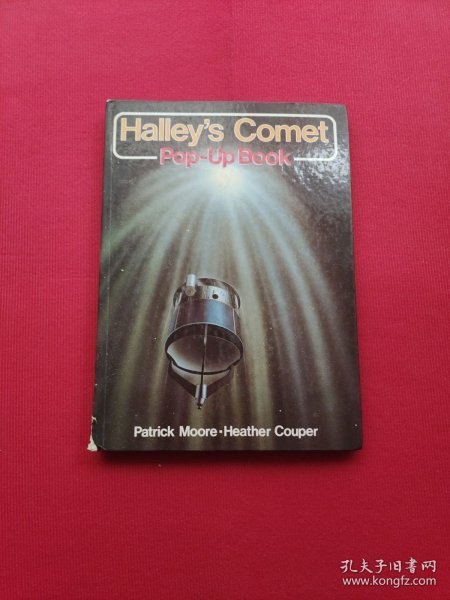 Halley's Comet
Pop-Up Book
Patrick Moore·Heather Couper
孔夫子旧书网
www.kongfz.com